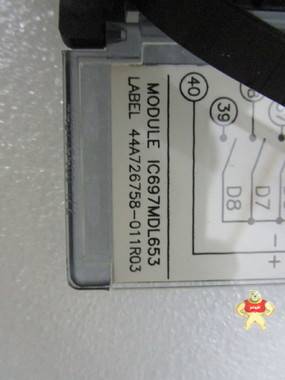 MODULE IC697MDL653
LABEL 44A726758-011R03
40
39
D8
D7
- +